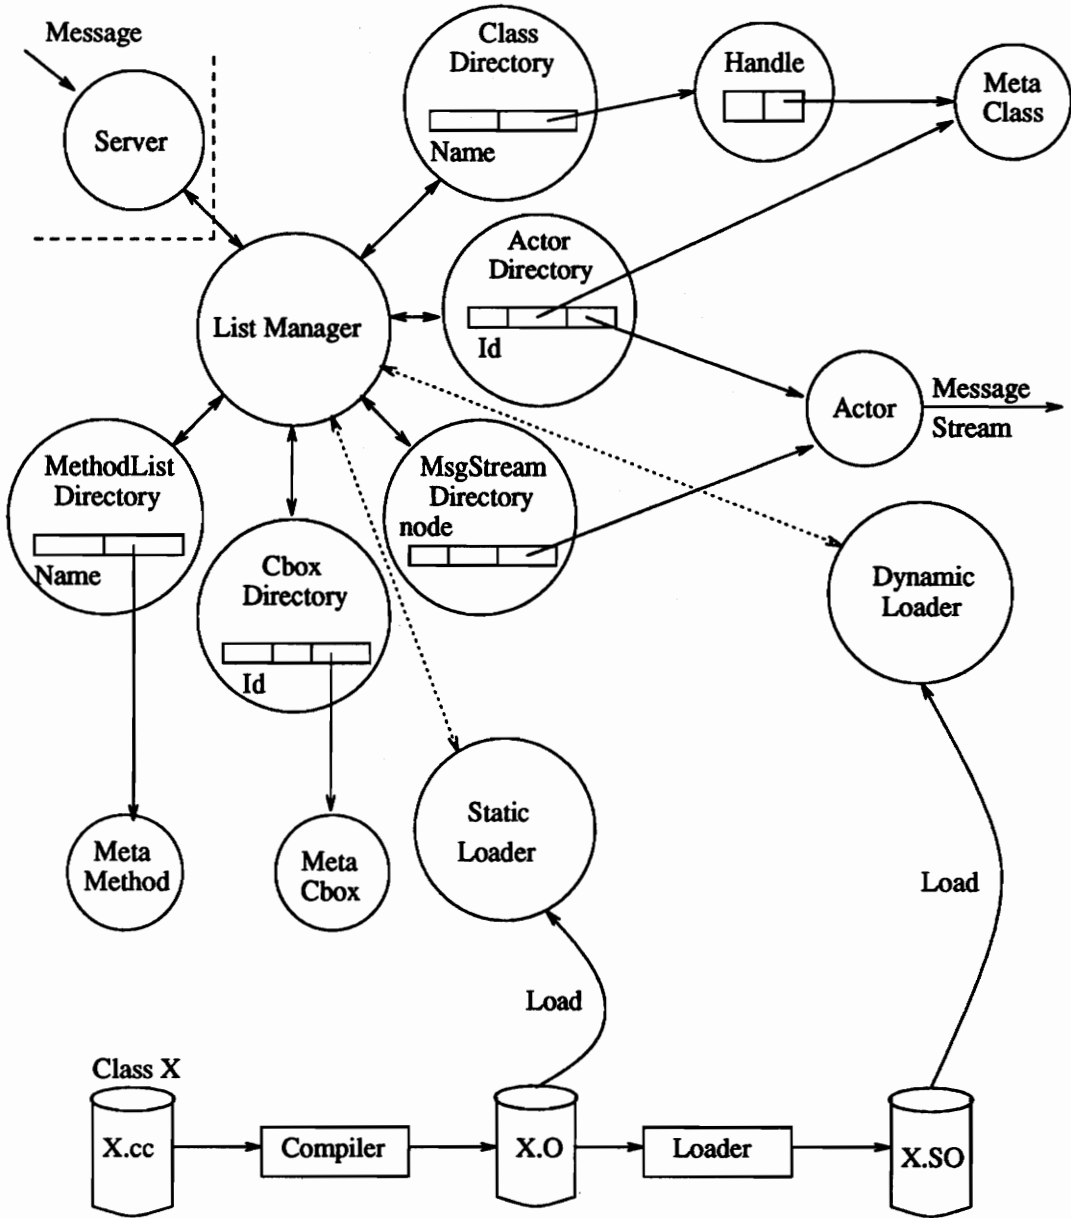 Message
Server
Class
Directory
Name
Handle
Meta
Class
List Manager
Actor
Directory
Id
Actor
Message
Stream
MethodList
Directory
Name
Cbox
Directory
Id
MsgStream
Directory
node
Dynamic
Loader
Static
Loader
Meta
Method
Meta
Cbox
Load
Load
Class X
X.cc
Compiler
X.O
Loader
X.SO